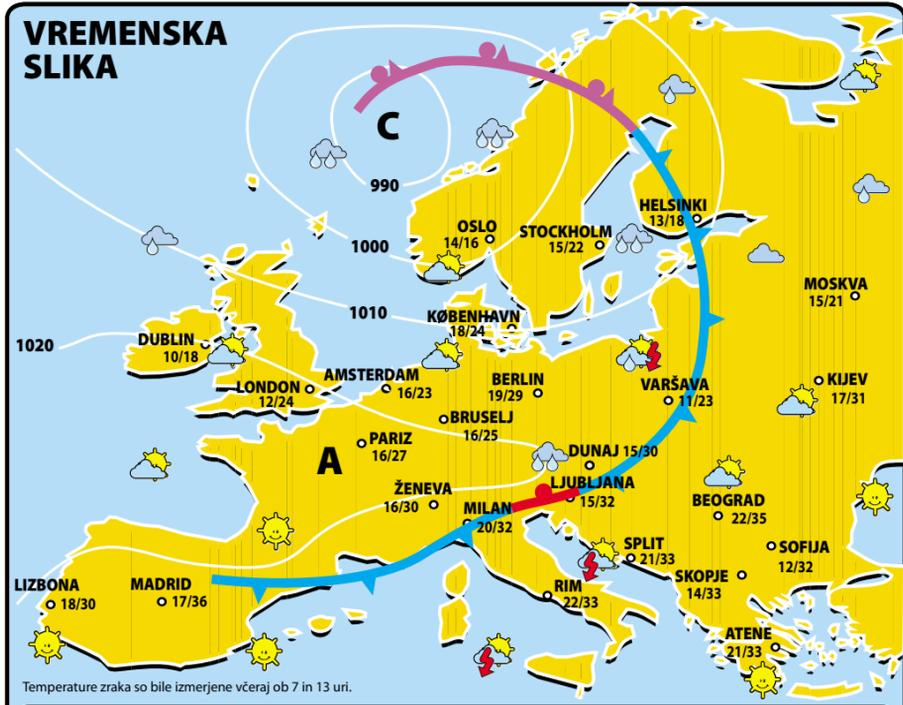 VREMENSKA
SLIKA
C
990
1000
1010
1020
OSLO
14/16
STOCKHOLM
15/22
HELSINKI
13/18
MOSKVA
15/21
KØBENHAVN
18/24
DUBLIN
10/18
LONDON
12/24
AMSTERDAM
16/23
BERLIN
19/29
VARŠAVA
11/23
KIJEV
17/31
BRUSELJ
16/25
PARIZ
16/27
A
DUNAJ 15/30
ŽENEVA
16/30
MILAN
20/32
LJUBLJANA
15/32
BEOGRAD
22/35
SPLIT
21/33
SOFIJA
12/32
SKOPJE
14/33
LIZBONA
18/30
MADRID
17/36
RIM
22/33
ATENE
21/33
Temperature zraka so bile izmerjene včeraj ob 7 in 13 uri.